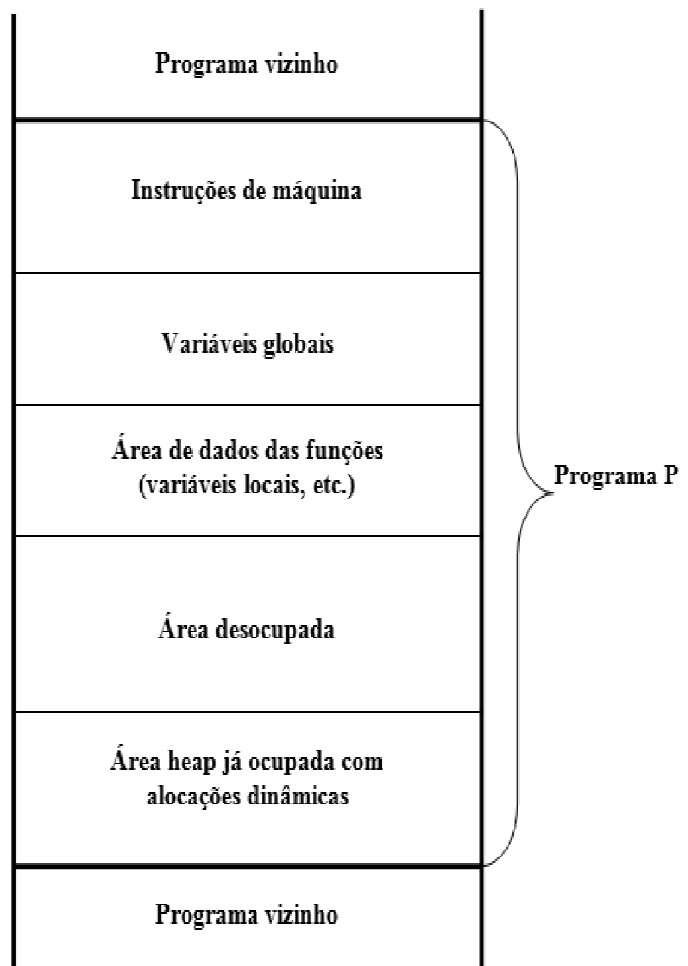 Programa vizinho
Instruções de máquina
Variáveis globais
Área de dados das funções
(variáveis locais, etc.)
Programa P
Área desocupada
Área heap já ocupada com
alocações dinâmicas
Programa vizinho